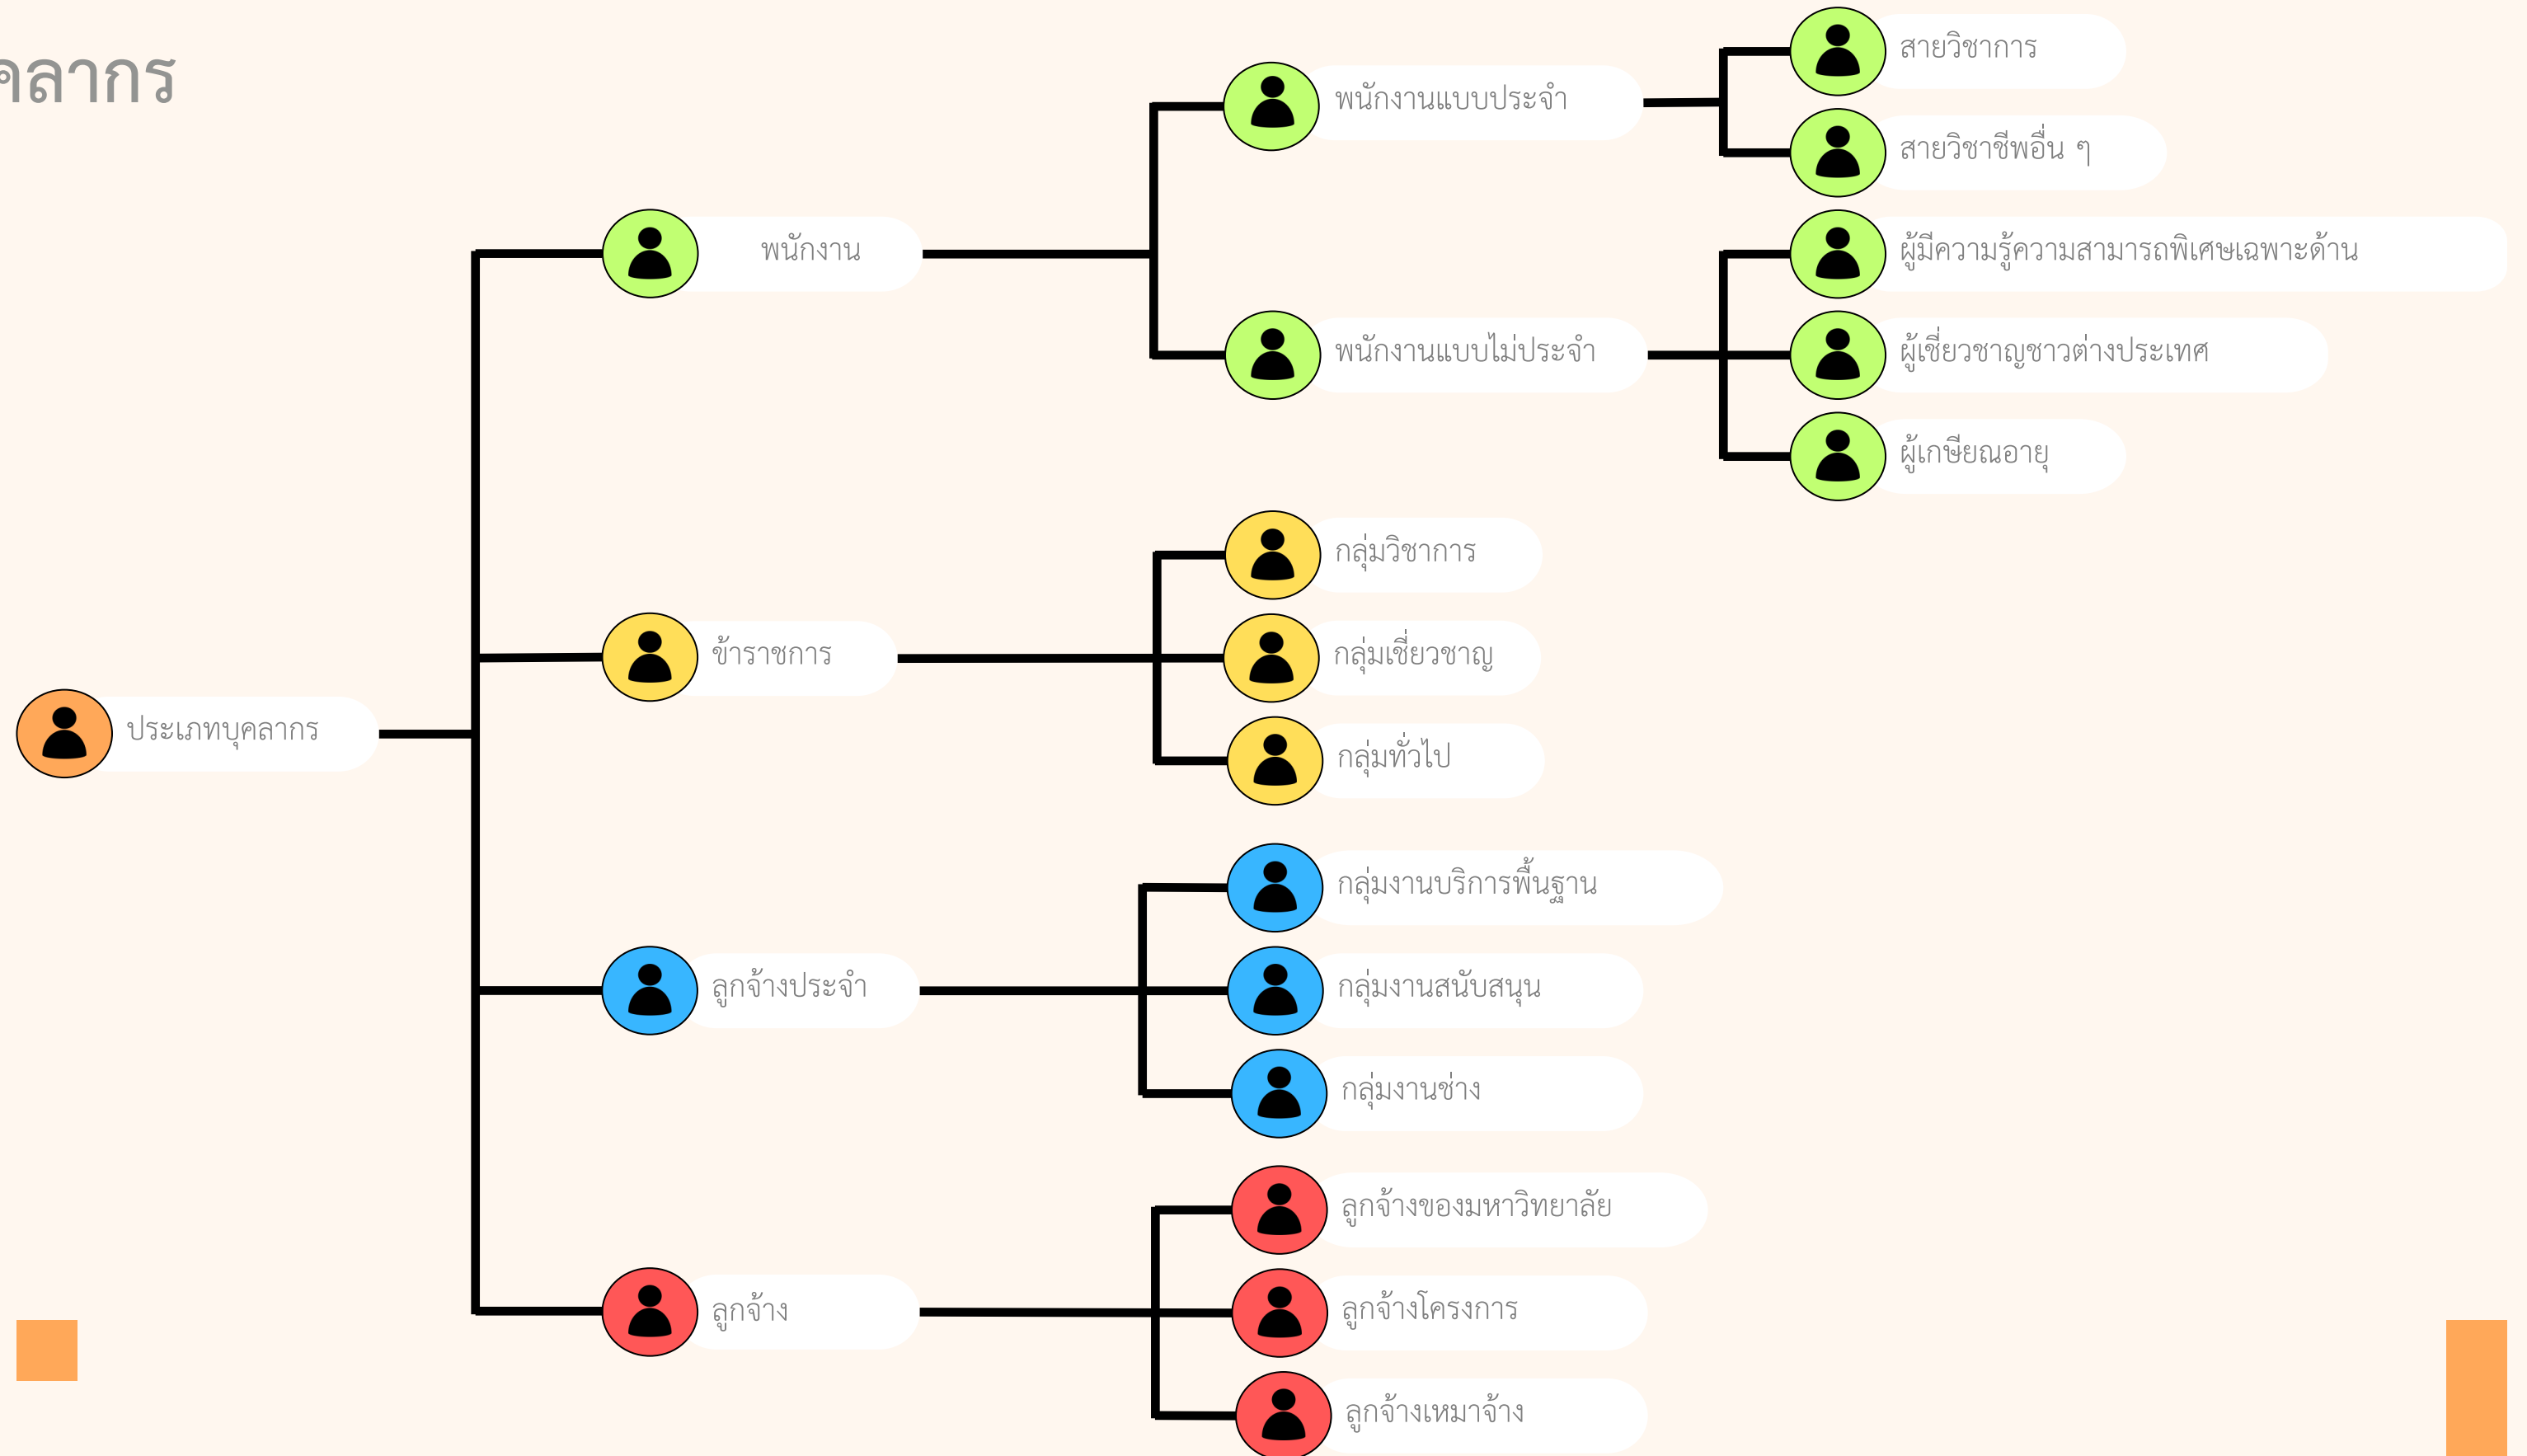 คลากร
ประเภทบุคลากร
พนักงาน
พนักงานแบบประจำ
สายวิชาการ
สายวิชาชีพอื่น ๆ
พนักงานแบบไม่ประจำ
ผู้มีความรู้ความสามารถพิเศษเฉพาะด้าน
ผู้เชี่ยวชาญชาวต่างประเทศ
ผู้เกษียณอายุ
ข้าราชการ
กลุ่มวิชาการ
กลุ่มเชี่ยวชาญ
กลุ่มทั่วไป
ลูกจ้างประจำ
กลุ่มงานบริการพื้นฐาน
กลุ่มงานสนับสนุน
กลุ่มงานช่าง
ลูกจ้าง
ลูกจ้างของมหาวิทยาลัย
ลูกจ้างโครงการ
ลูกจ้างเหมาจ้าง